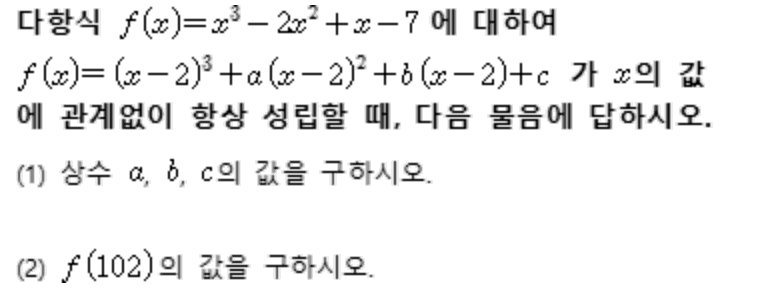 다항식 f(x)=x³−2x²+x−7 에 대하여
f(x)=(x−2)³+a(x−2)²+b(x−2)+c 가 x의 값
에 관계없이 항상 성립할 때, 다음 물음에 답하시오.
(1) 상수 a, b, c의 값을 구하시오.
(2) f(102)의 값을 구하시오.